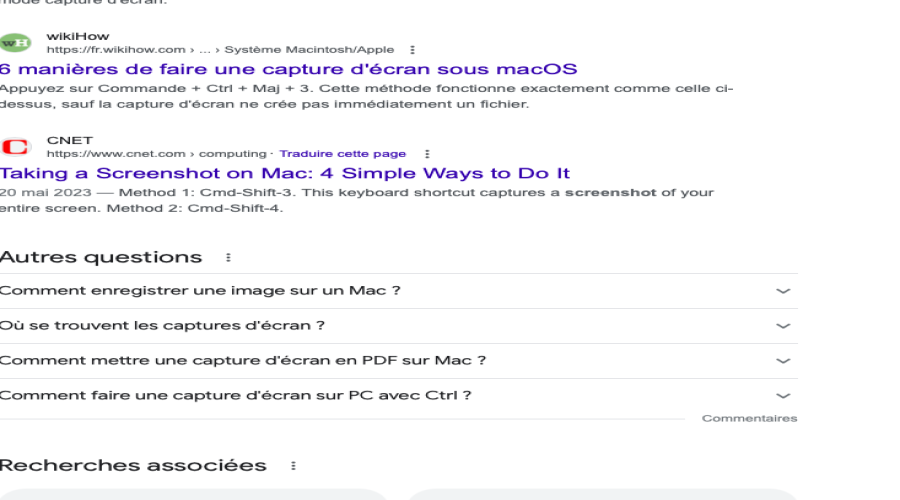 mode capture d'écran.
wikiHow
https://fr.wikihow.com › ... › Système Macintosh/Apple
6 manières de faire une capture d'écran sous macOS
Appuyez sur Commande + Ctrl + Maj + 3. Cette méthode fonctionne exactement comme celle ci-
dessus, sauf la capture d'écran ne crée pas immédiatement un fichier.
CNET
https://www.cnet.com › computing · Traduire cette page
Taking a Screenshot on Mac: 4 Simple Ways to Do It
20 mai 2023 — Method 1: Cmd-Shift-3. This keyboard shortcut captures a screenshot of your
entire screen. Method 2: Cmd-Shift-4.
Autres questions
Comment enregistrer une image sur un Mac ?
Où se trouvent les captures d'écran ?
Comment mettre une capture d'écran en PDF sur Mac ?
Comment faire une capture d'écran sur PC avec Ctrl ?
Commentaires
Recherches associées